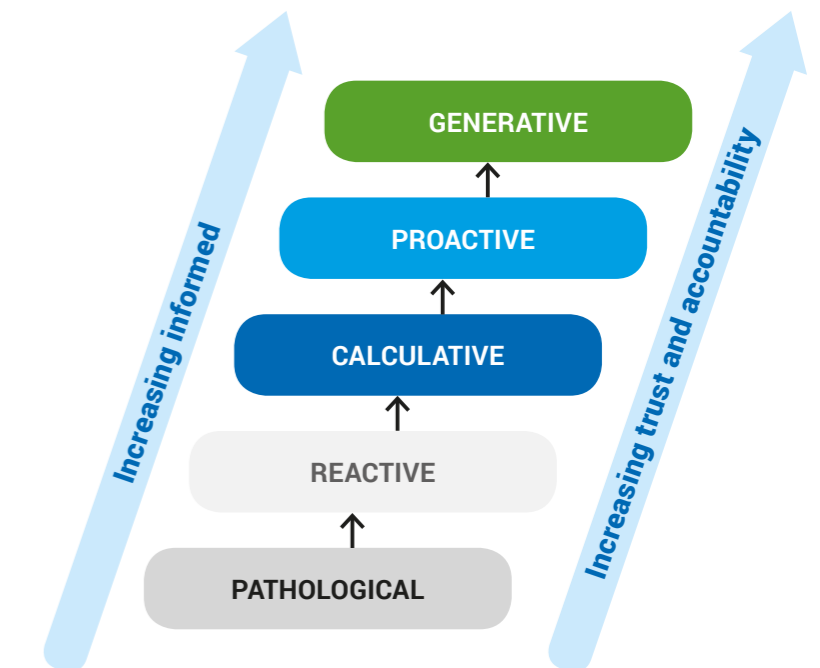 GENERATIVE
PROACTIVE
CALCULATIVE
REACTIVE
PATHOLOGICAL
Increasing informed
Increasing trust and accountability